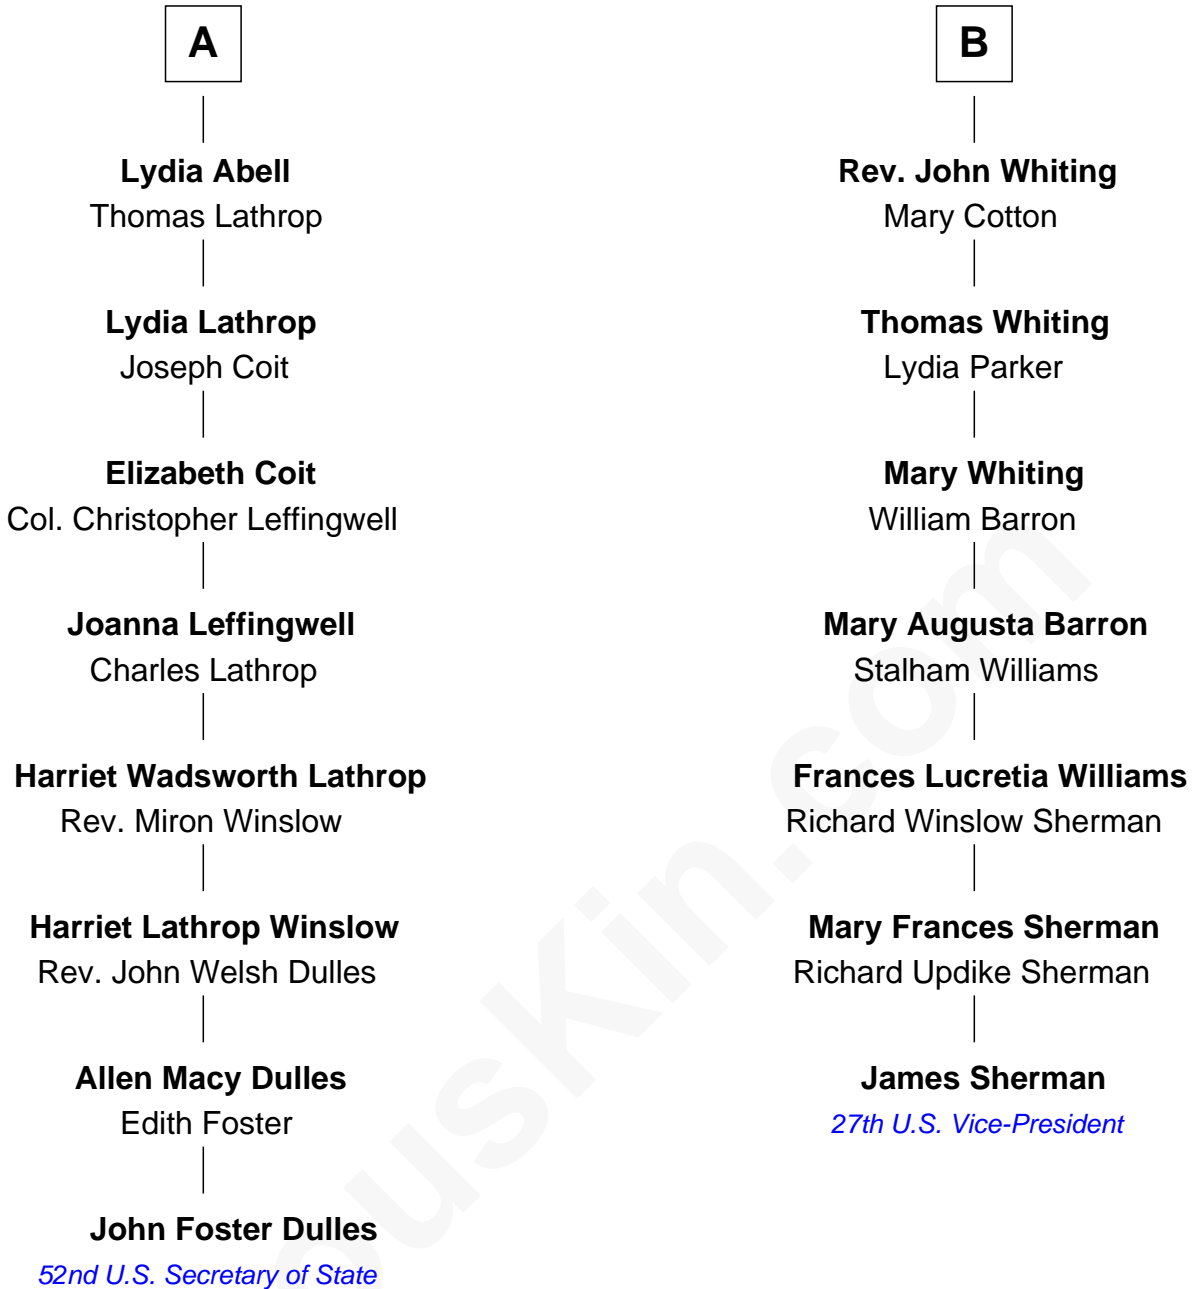 A
Lydia Abell
Thomas Lathrop
Lydia Lathrop
Joseph Coit
Elizabeth Coit
Col. Christopher Leffingwell
Joanna Leffingwell
Charles Lathrop
Harriet Wadsworth Lathrop
Rev. Miron Winslow
Harriet Lathrop Winslow
Rev. John Welsh Dulles
Allen Macy Dulles
Edith Foster
John Foster Dulles
52nd U.S. Secretary of State
B
Rev. John Whiting
Mary Cotton
Thomas Whiting
Lydia Parker
Mary Whiting
William Barron
Mary Augusta Barron
Stalham Williams
Frances Lucretia Williams
Richard Winslow Sherman
Mary Frances Sherman
Richard Updike Sherman
James Sherman
27th U.S. Vice-President
ousKin.com